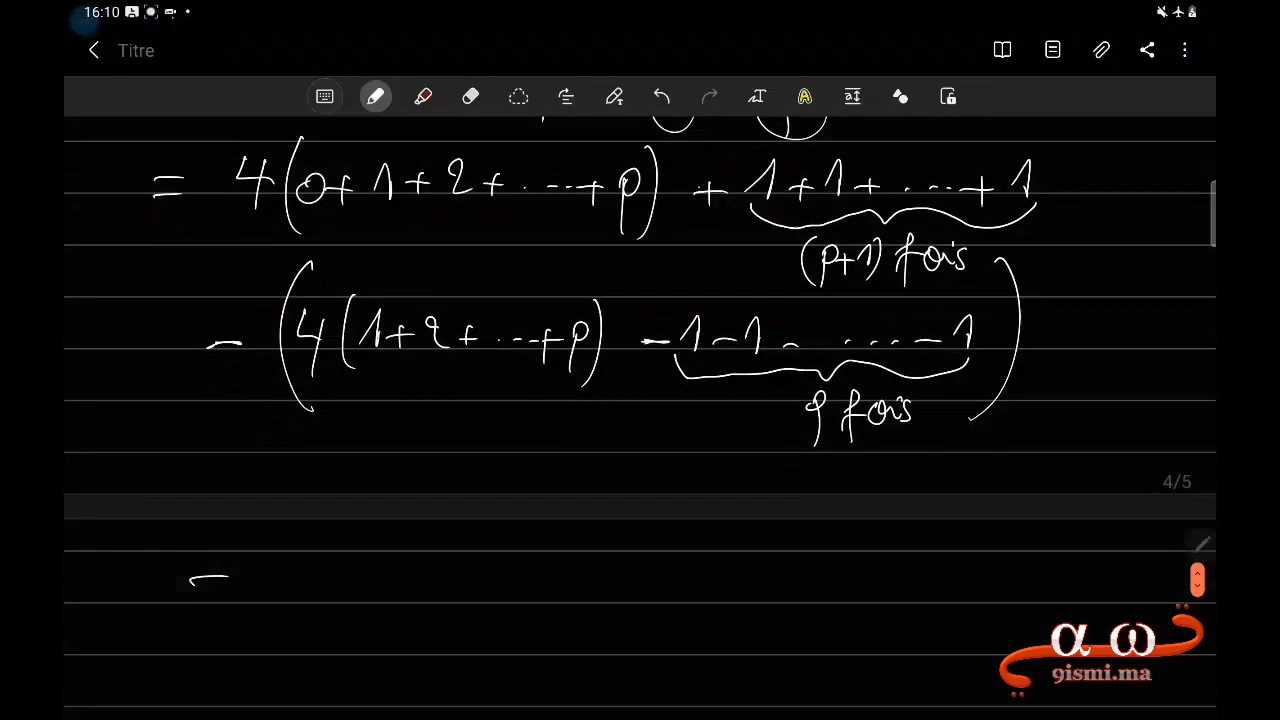 16:10
Titre
= 4(0+1+2+....+p) + 1+1+....+1
(p+1) fois
- (4(1+2+...+p) -1-1-....-1)
p fois
4/5
α ω
9ismi.ma